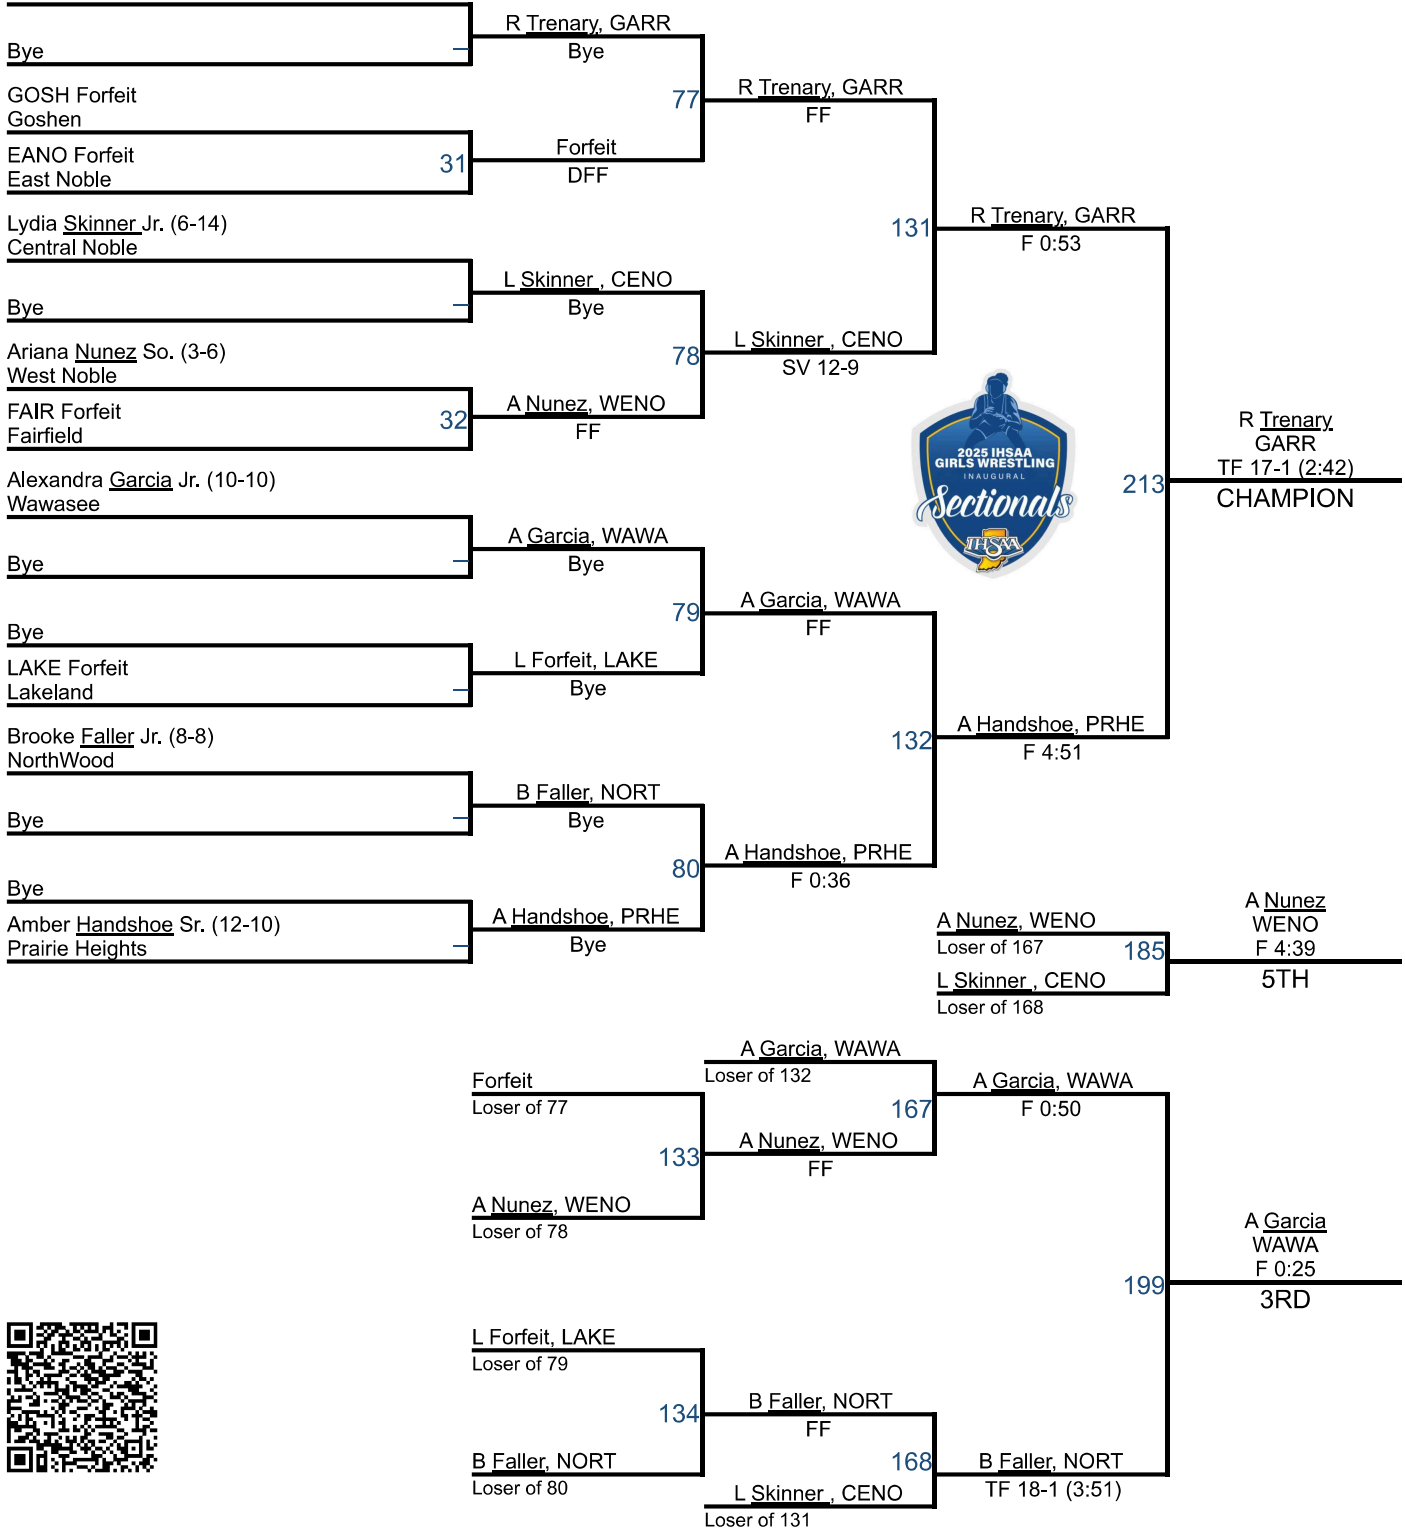 R Trenary, GARR
Bye
Bye
GOSH Forfeit
Goshen
77
R Trenary, GARR
FF
EANO Forfeit
East Noble
31
Forfeit
DFF
Lydia Skinner Jr. (6-14)
Central Noble
131
R Trenary, GARR
F 0:53
L Skinner , CENO
Bye
Bye
Ariana Nunez So. (3-6)
West Noble
78
L Skinner , CENO
SV 12-9
FAIR Forfeit
Fairfield
32
A Nunez, WENO
FF
2025 IHSAA
GIRLS WRESTLING
INAUGURAL
Sectionals
IHSAA
213
R Trenary
GARR
TF 17-1 (2:42)
CHAMPION
Alexandra Garcia Jr. (10-10)
Wawasee
A Garcia, WAWA
Bye
Bye
79
A Garcia, WAWA
FF
Bye
LAKE Forfeit
Lakeland
L Forfeit, LAKE
Bye
Brooke Faller Jr. (8-8)
NorthWood
132
A Handshoe, PRHE
F 4:51
B Faller, NORT
Bye
Bye
80
A Handshoe, PRHE
F 0:36
Bye
Amber Handshoe Sr. (12-10)
Prairie Heights
A Handshoe, PRHE
Bye
A Nunez, WENO
Loser of 167
185
L Skinner , CENO
Loser of 168
A Nunez
WENO
F 4:39
5TH
A Garcia, WAWA
Loser of 132
Forfeit
Loser of 77
167
A Garcia, WAWA
F 0:50
133
A Nunez, WENO
FF
A Nunez, WENO
Loser of 78
199
A Garcia
WAWA
F 0:25
3RD
L Forfeit, LAKE
Loser of 79
134
B Faller, NORT
FF
B Faller, NORT
Loser of 80
168
B Faller, NORT
TF 18-1 (3:51)
L Skinner , CENO
Loser of 131